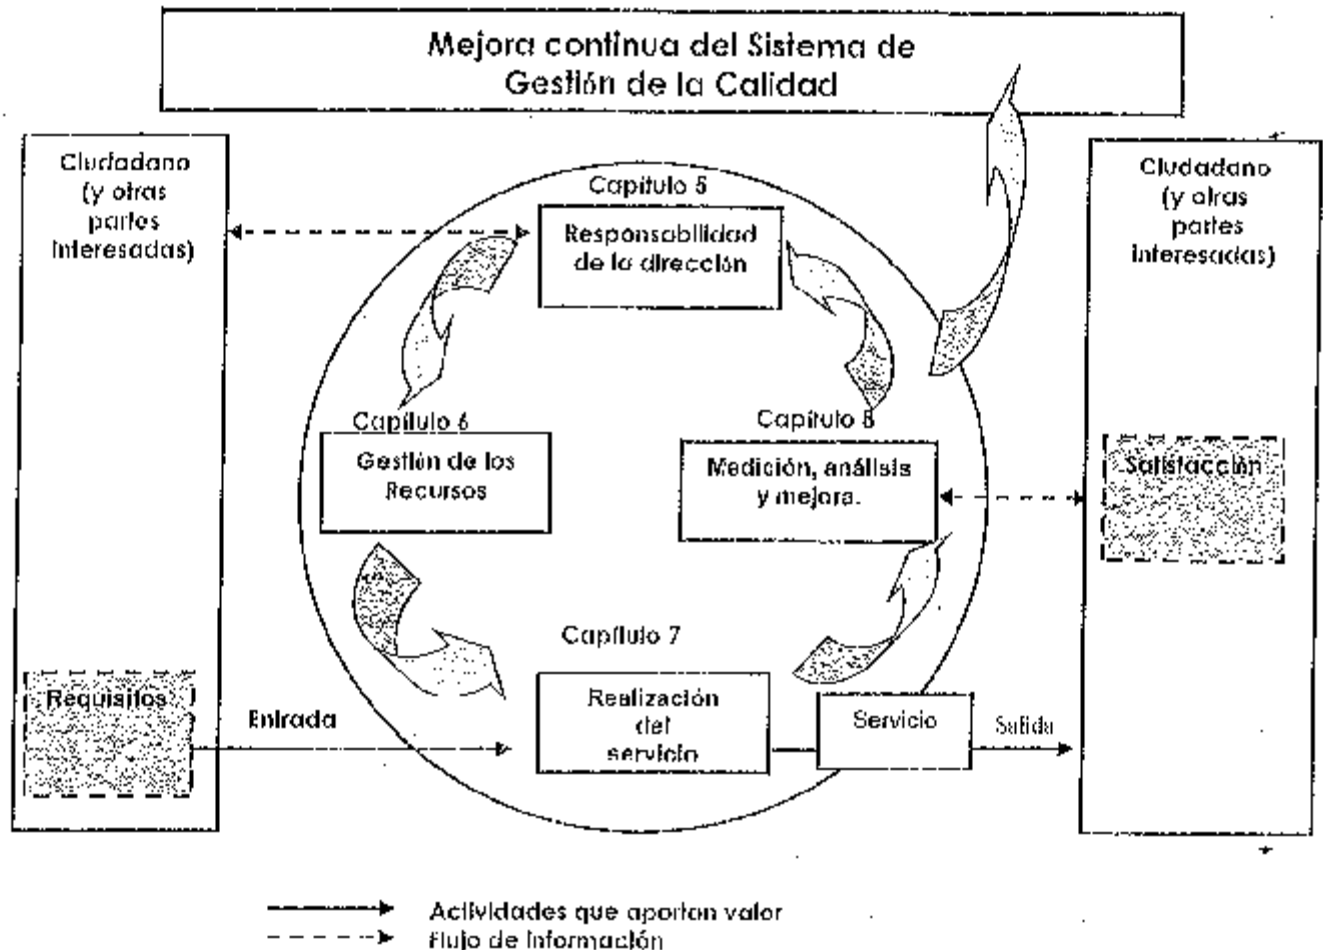 Mejora continua del Sistema de
Gestión de la Calidad
Ciudadano
(y otras
partes
interesadas)
Capítulo 5
Responsabilidad
de la dirección
Ciudadano
(y otras
partes
interesadas)
Capítulo 6
Gestión de los
Recursos
Capítulo 8
Medición, análisis
y mejora.
Satisfacción
Capítulo 7
Requisitos
Entrada
Realización
del
servicio
Servicio
Salida
Actividades que aportan valor
Flujo de información